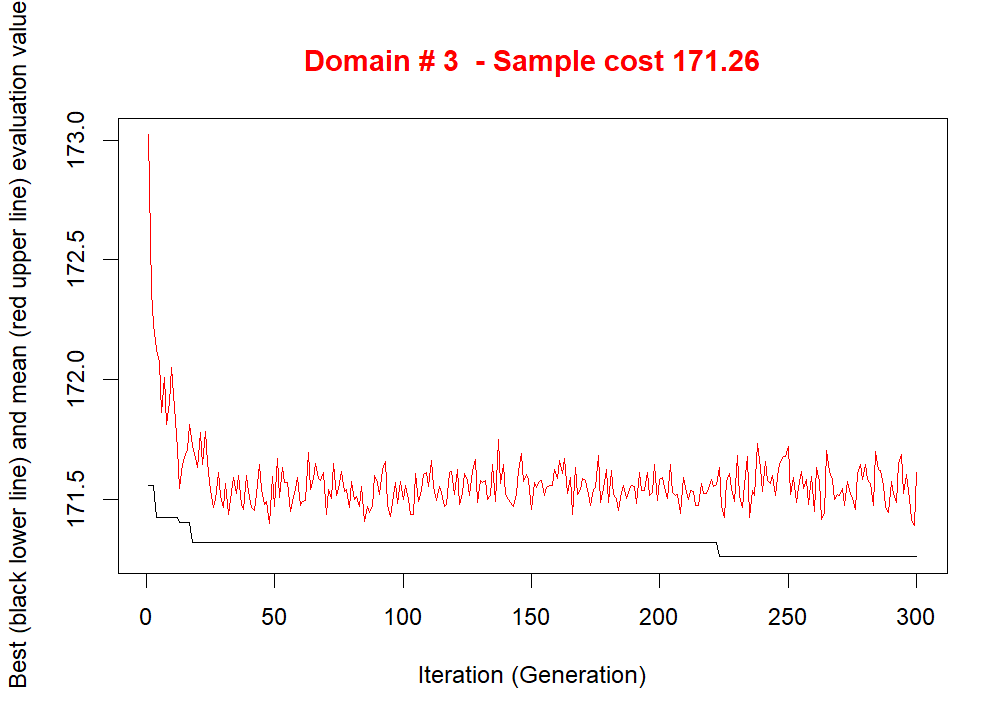 Domain # 3  - Sample cost 171.26
Best (black lower line) and mean (red upper line) evaluation value
173.0
172.5
172.0
171.5
0 50 100 150 200 250 300
Iteration (Generation)